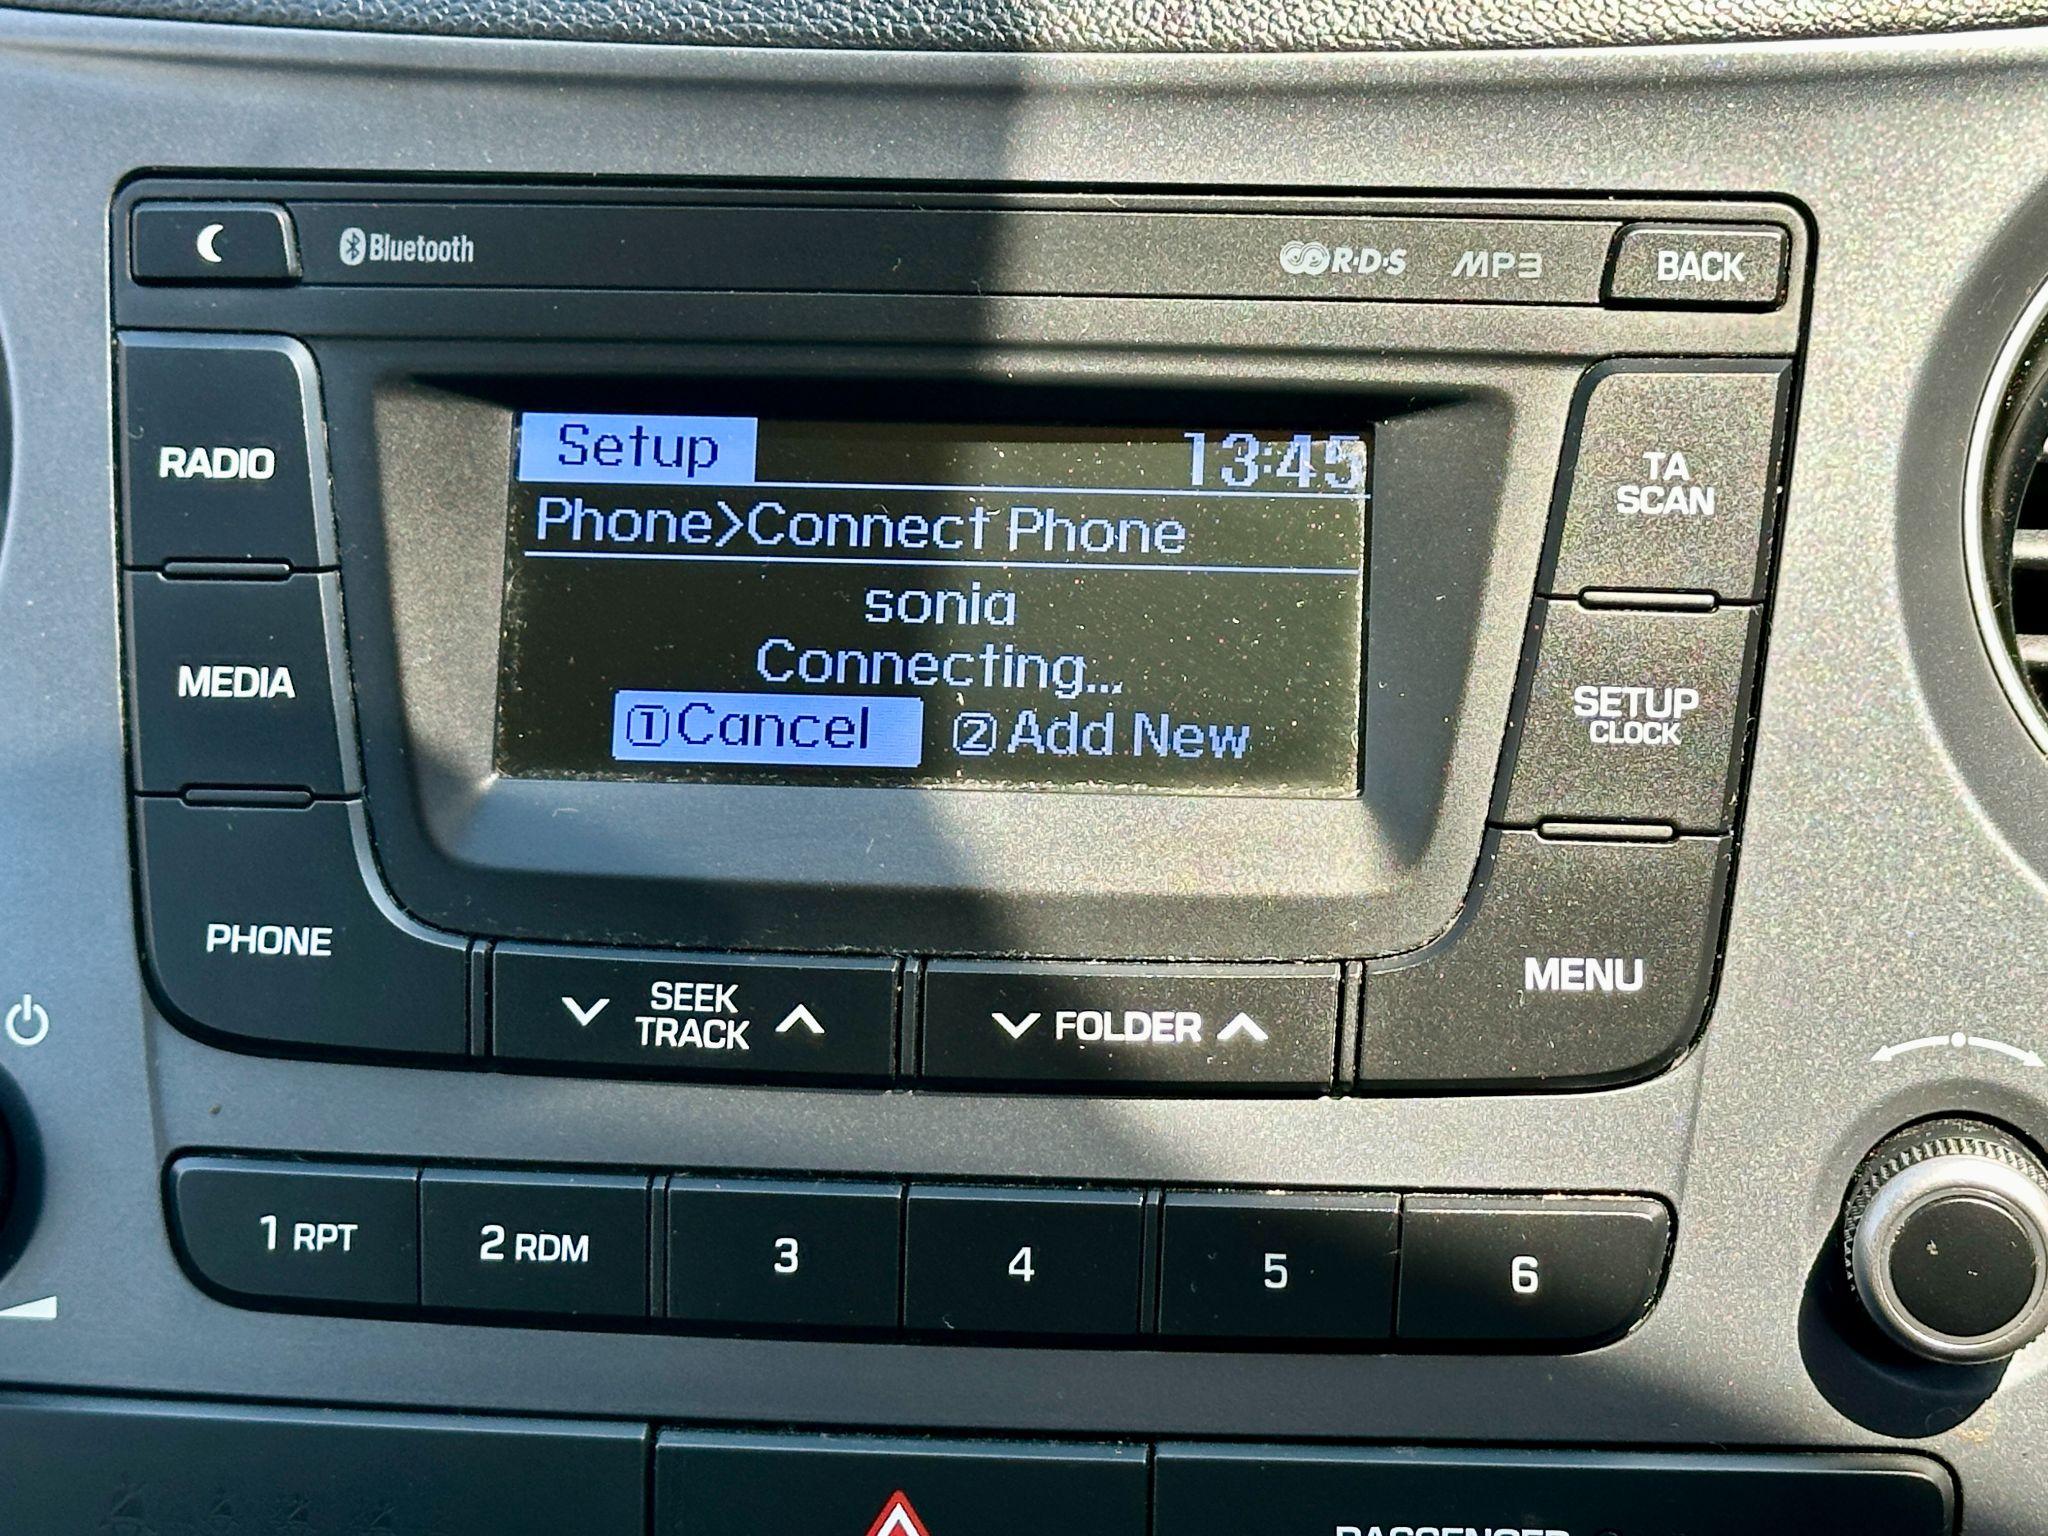 Bluetooth
R·D·S
MP3
BACK
RADIO
Setup
13:45
TA
SCAN
Phone>Connect Phone
sonia
Connecting...
①Cancel
②Add New
MEDIA
SETUP
CLOCK
PHONE
SEEK
TRACK
FOLDER
MENU
1 RPT
2 RDM
3
4
5
6
PASSENGER